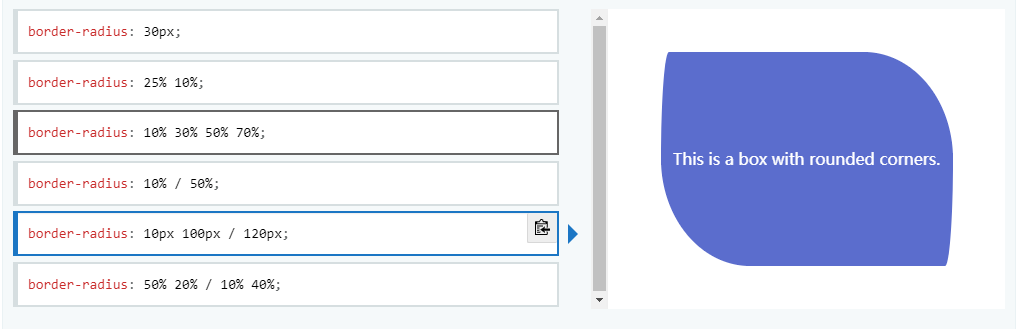 border-radius: 30px;
border-radius: 25% 10%;
border-radius: 10% 30% 50% 70%;
border-radius: 10% / 50%;
border-radius: 10px 100px / 120px;
border-radius: 50% 20% / 10% 40%;
This is a box with rounded corners.